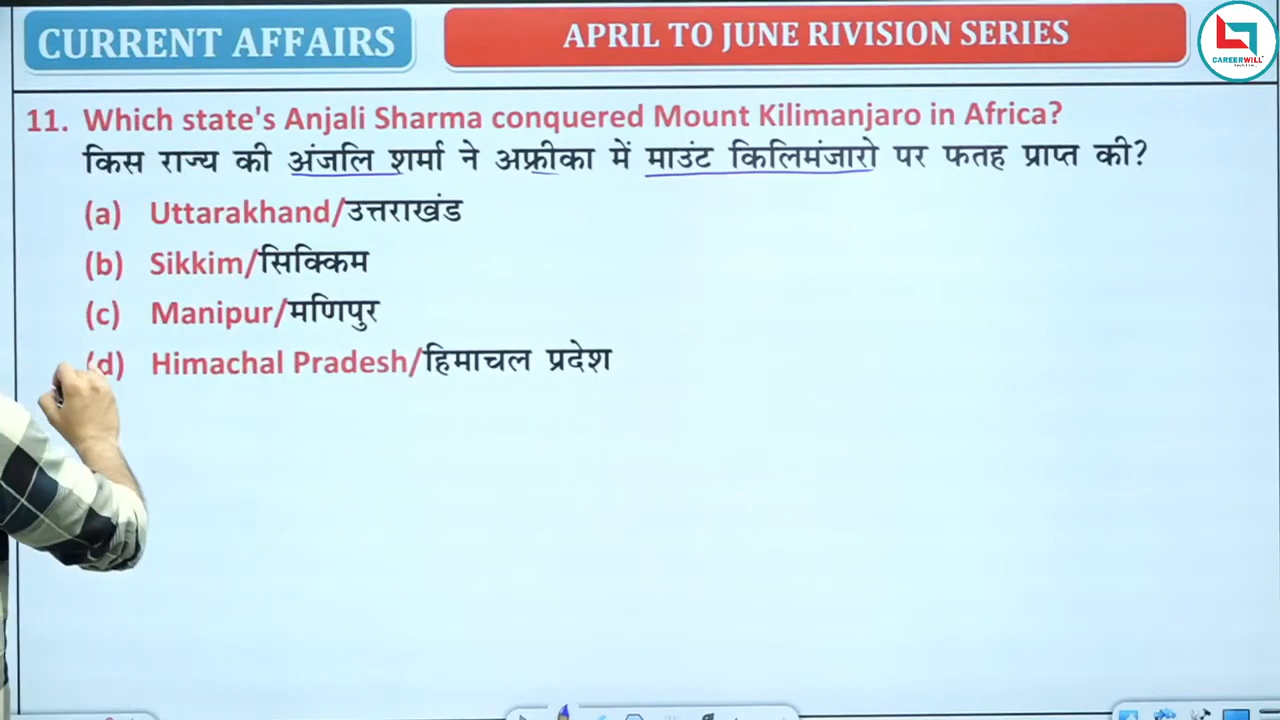 CURRENT AFFAIRS
APRIL TO JUNE RIVISION SERIES
CAREERWILL
11. Which state's Anjali Sharma conquered Mount Kilimanjaro in Africa?
किस राज्य की अंजलि शर्मा ने अफ्रीका में माउंट किलिमंजारो पर फतह प्राप्त की?
(a) Uttarakhand/उत्तराखंड
(b) Sikkim/सिक्किम
(c) Manipur/मणिपुर
(d) Himachal Pradesh/हिमाचल प्रदेश